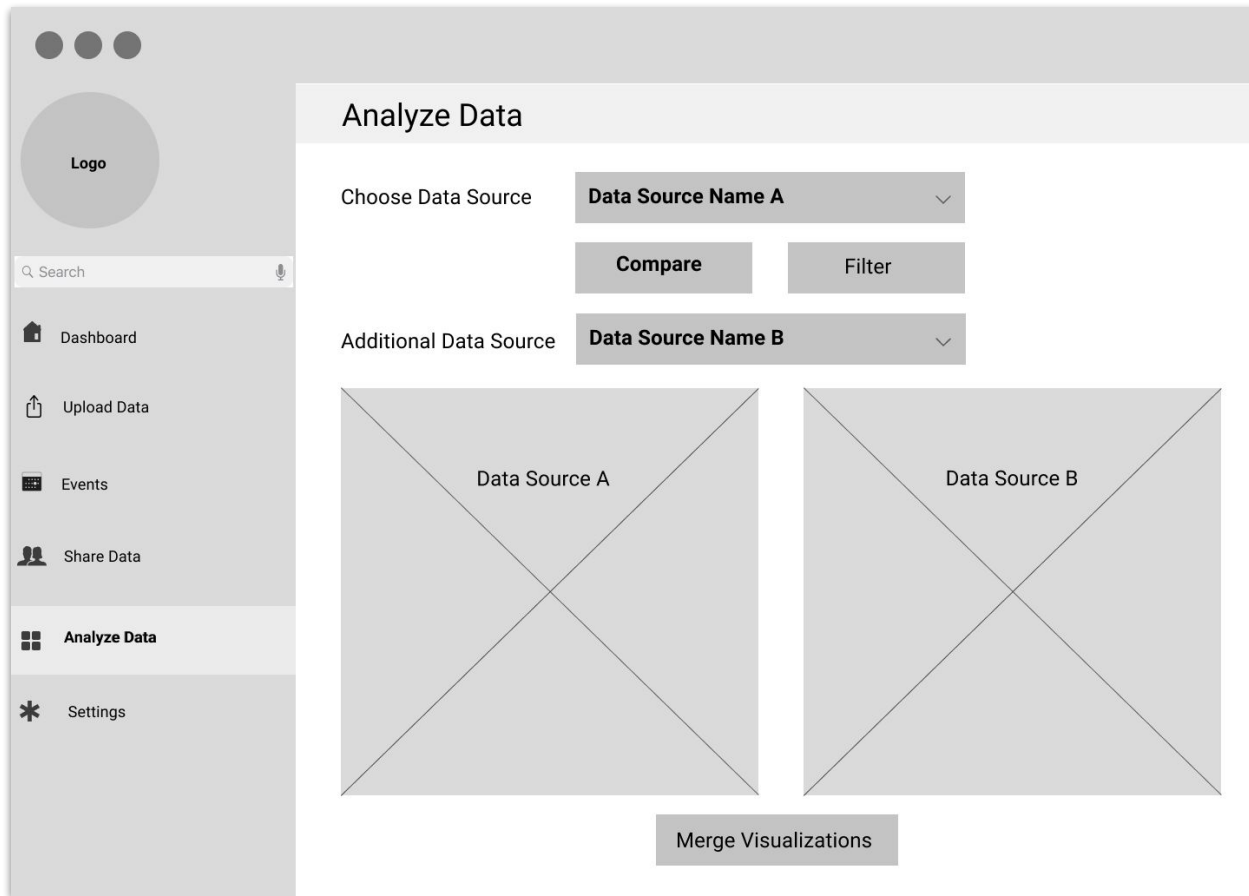 Logo
Search
Dashboard
Upload Data
Events
Share Data
Analyze Data
Settings
Analyze Data
Choose Data Source
Data Source Name A
Compare
Filter
Additional Data Source
Data Source Name B
Data Source A
Data Source B
Merge Visualizations